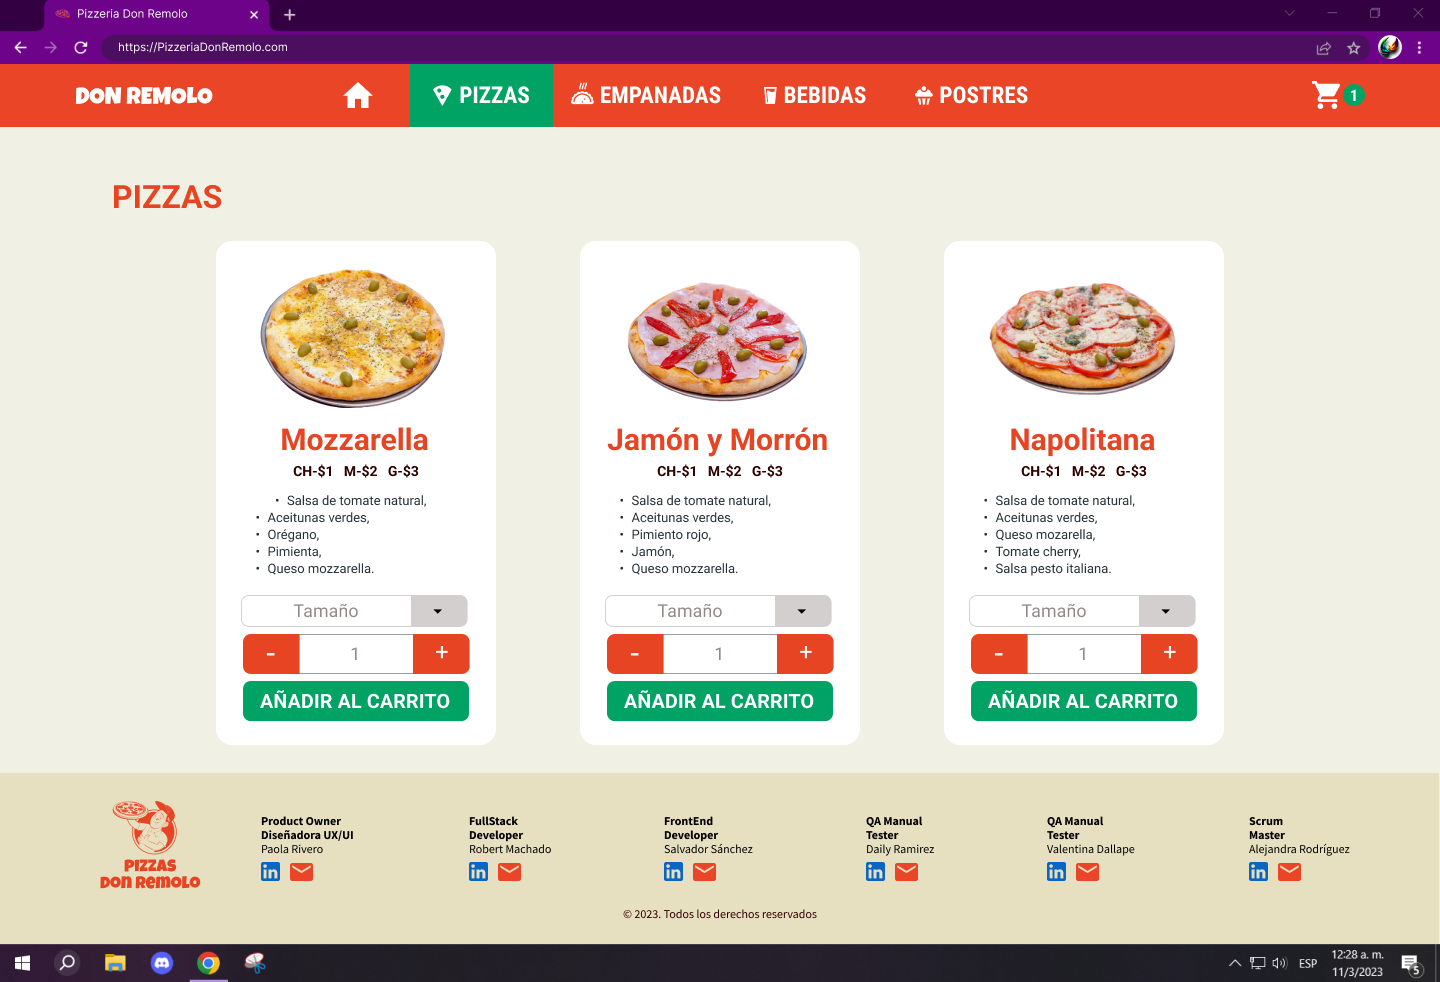 Pizzeria Don Remolo
https://PizzeriaDonRemolo.com
DON REMOLO
PIZZAS
EMPANADAS
BEBIDAS
POSTRES
1
PIZZAS
Mozzarella
CH-$1 M-$2 G-$3
• Salsa de tomate natural,
• Aceitunas verdes,
• Orégano,
• Pimienta,
• Queso mozzarella.
Tamaño
- 1 +
AÑADIR AL CARRITO
Jamón y Morrón
CH-$1 M-$2 G-$3
• Salsa de tomate natural,
• Aceitunas verdes,
• Pimiento rojo,
• Jamón,
• Queso mozzarella.
Tamaño
- 1 +
AÑADIR AL CARRITO
Napolitana
CH-$1 M-$2 G-$3
• Salsa de tomate natural,
• Aceitunas verdes,
• Queso mozarella,
• Tomate cherry,
• Salsa pesto italiana.
Tamaño
- 1 +
AÑADIR AL CARRITO
PIZZAS
DON REMOLO
Product Owner
Diseñadora UX/UI
Paola Rivero
in
FullStack
Developer
Robert Machado
in
FrontEnd
Developer
Salvador Sánchez
in
QA Manual
Tester
Daily Ramirez
in
QA Manual
Tester
Valentina Dallape
in
Scrum
Master
Alejandra Rodríguez
in
© 2023. Todos los derechos reservados
ESP
12:28 a. m.
11/3/2023
5